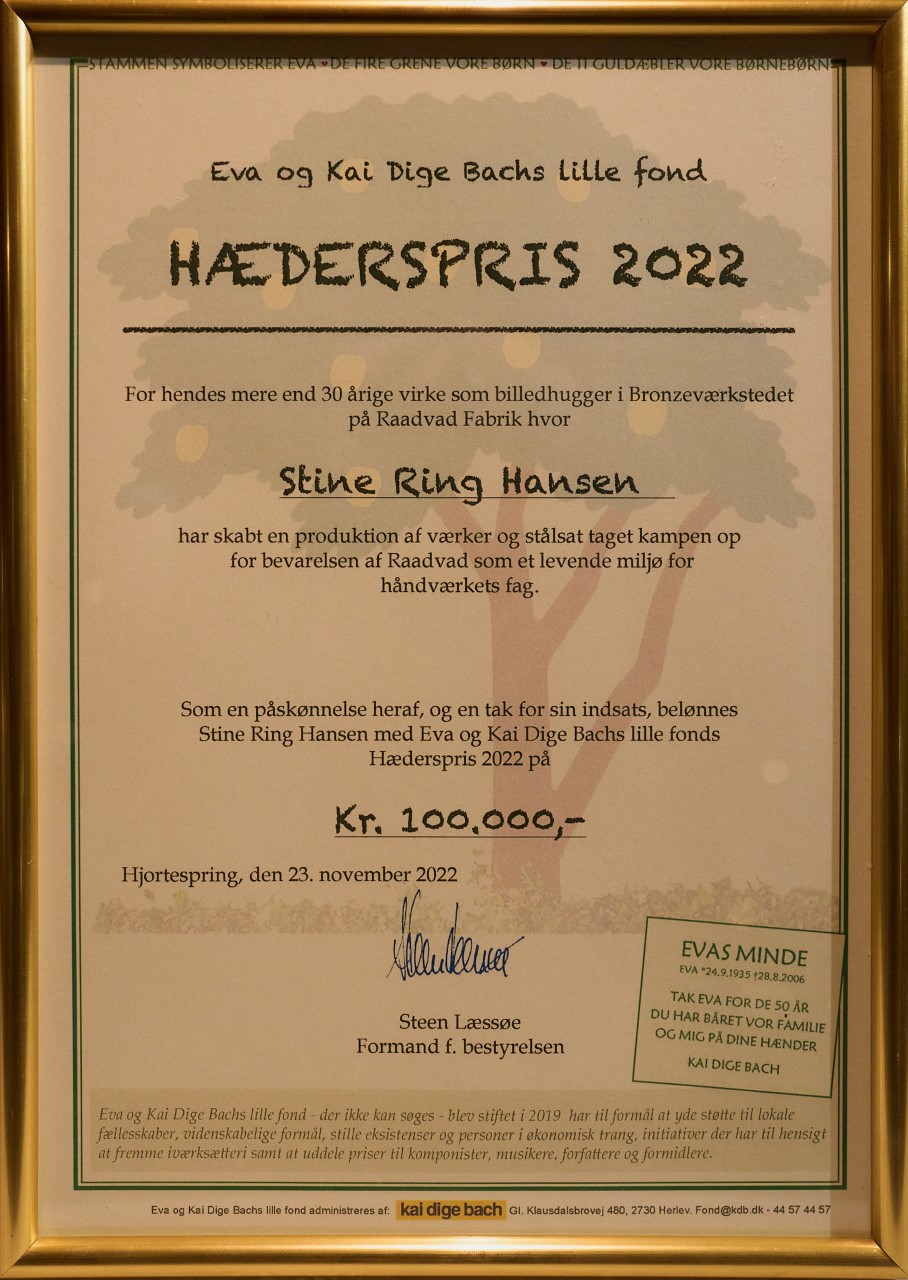 STAMMEN SYMBOLISERER EVA ♥ DE FIRE GRENE VORE BØRN ♥ DE 11 GULDÆBLER VORE BØRNEBØRN
Eva og Kai Dige Bachs lille fond
HÆDERSPRIS 2022
For hendes mere end 30 årige virke som billedhugger i Bronzeværkstedet
på Raadvad Fabrik hvor
Stine Ring Hansen
har skabt en produktion af værker og stålsat taget kampen op
for bevarelsen af Raadvad som et levende miljø for
håndværkets fag.
Som en påskønnelse heraf, og en tak for sin indsats, belønnes
Stine Ring Hansen med Eva og Kai Dige Bachs lille fonds
Hæderspris 2022 på
Kr. 100.000,-
Hjortespring, den 23. november 2022
Steen Læssøe
Formand f. bestyrelsen
EVAS MINDE
EVA *24.9.1935 †28.8.2006
TAK EVA FOR DE 50 ÅR
DU HAR BÅRET VOR FAMILIE
OG MIG PÅ DINE HÆNDER
KAI DIGE BACH
Eva og Kai Dige Bachs lille fond - der ikke kan søges - blev stiftet i 2019 har til formål at yde støtte til lokale
fællesskaber, videnskabelige formål, stille eksistenser og personer i økonomisk trang, initiativer der har til hensigt
at fremme iværksætteri samt at uddele priser til komponister, musikere, forfattere og formidlere.
Eva og Kai Dige Bachs lille fond administreres af: kai dige bach Gl. Klausdalsbrovej 480, 2730 Herlev. Fond@kdb.dk - 44 57 44 57